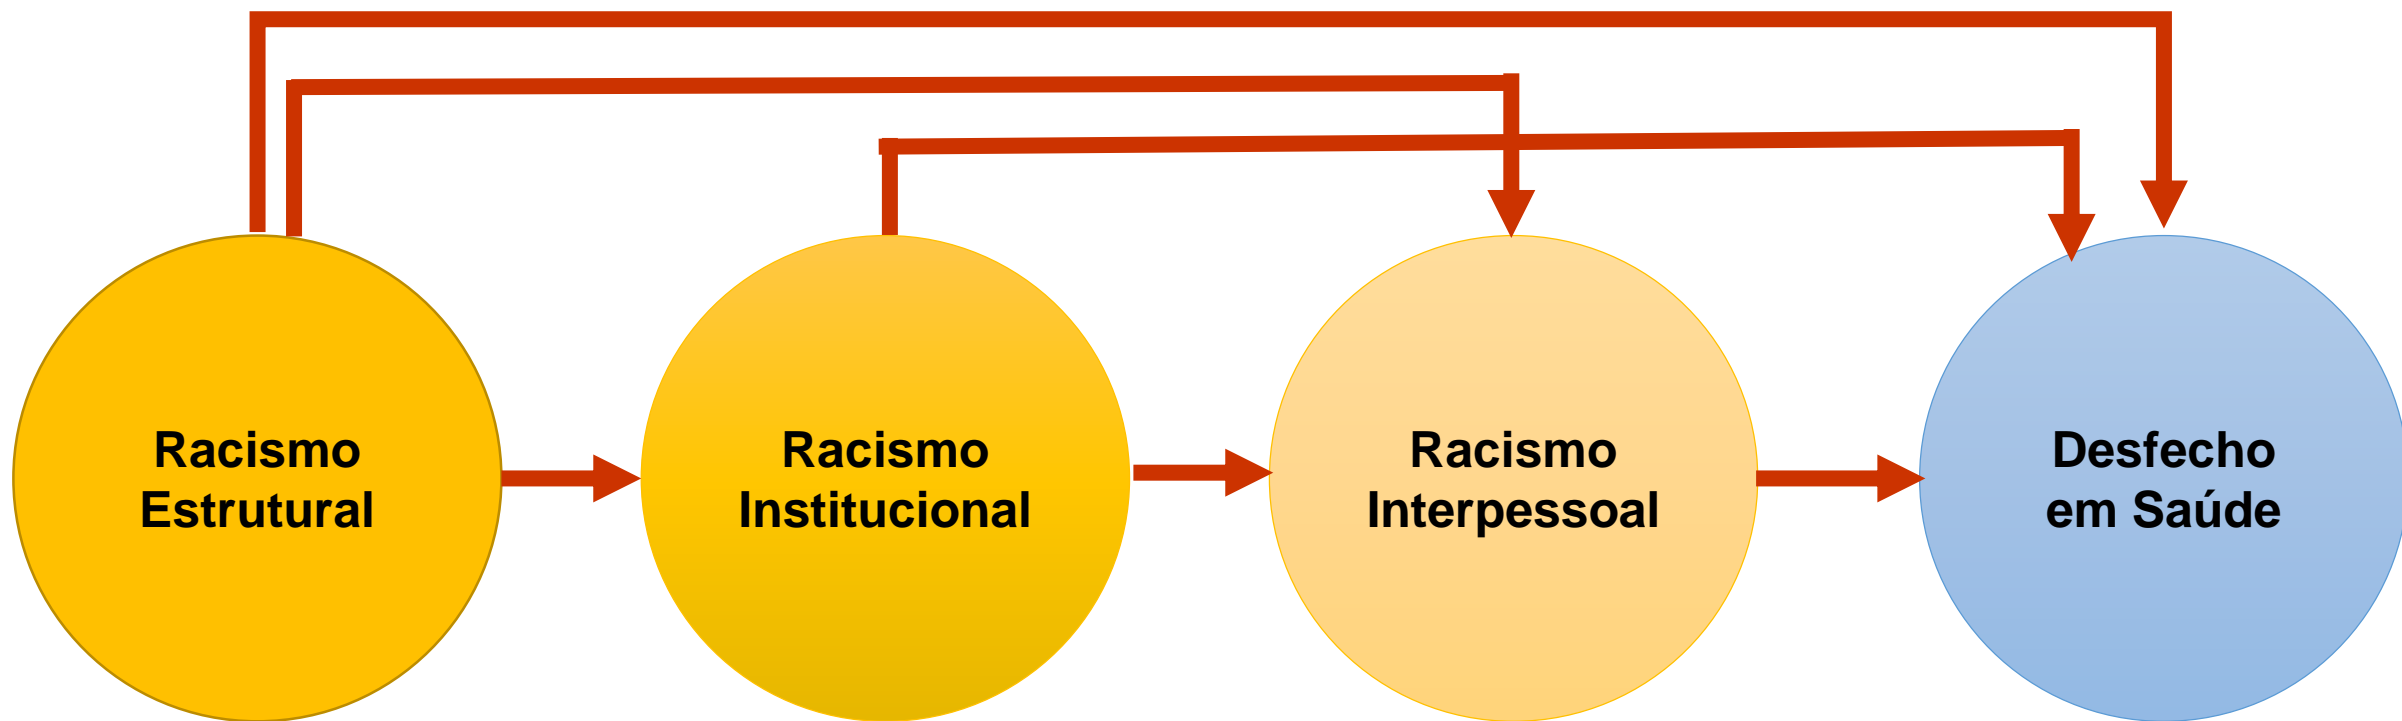 Racismo
Estrutural
Racismo
Institucional
Racismo
Interpessoal
Desfecho
em Saúde